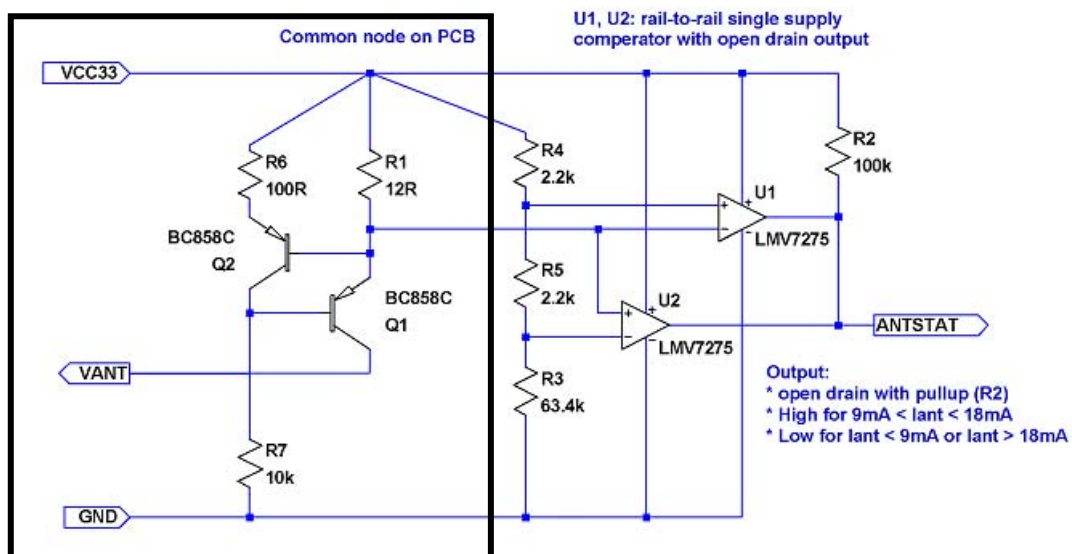 U1, U2: rail-to-rail single supply
comperator with open drain output
Common node on PCB
VCC33
R6
100R
R1
12R
R4
2.2k
R2
100k
U1
+
-
+
-
LMV7275
BC858C
Q2
BC858C
Q1
R5
2.2k
U2
+
-
+
-
LMV7275
ANTSTAT
VANT
R3
63.4k
Output:
* open drain with pullup (R2)
* High for 9mA < Iant < 18mA
* Low for Iant < 9mA or Iant > 18mA
R7
10k
GND